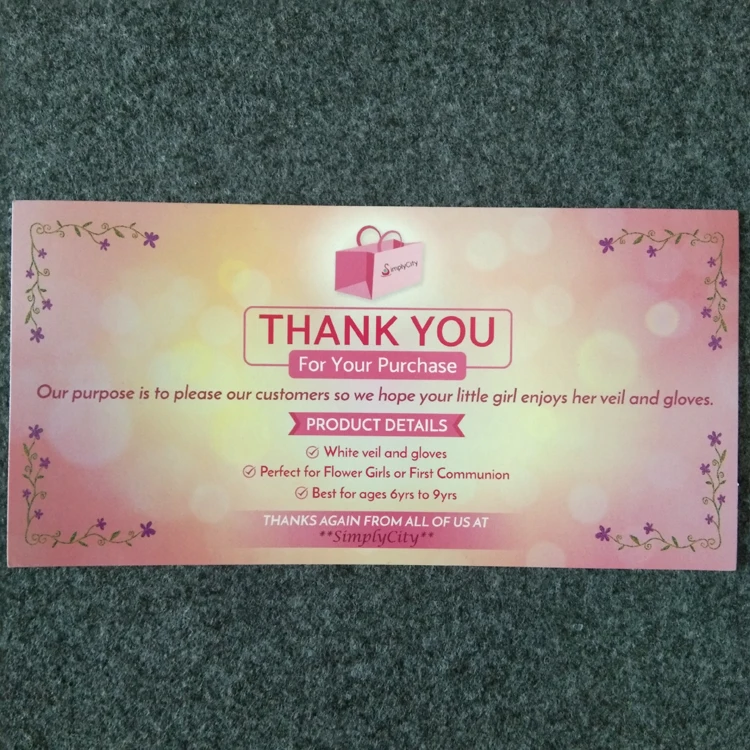 SimplyCity
THANK YOU
For Your Purchase
Our purpose is to please our customers so we hope your little girl enjoys her veil and gloves.
PRODUCT DETAILS
White veil and gloves
Perfect for Flower Girls or First Communion
Best for ages 6yrs to 9yrs
THANKS AGAIN FROM ALL OF US AT
**SimplyCity**